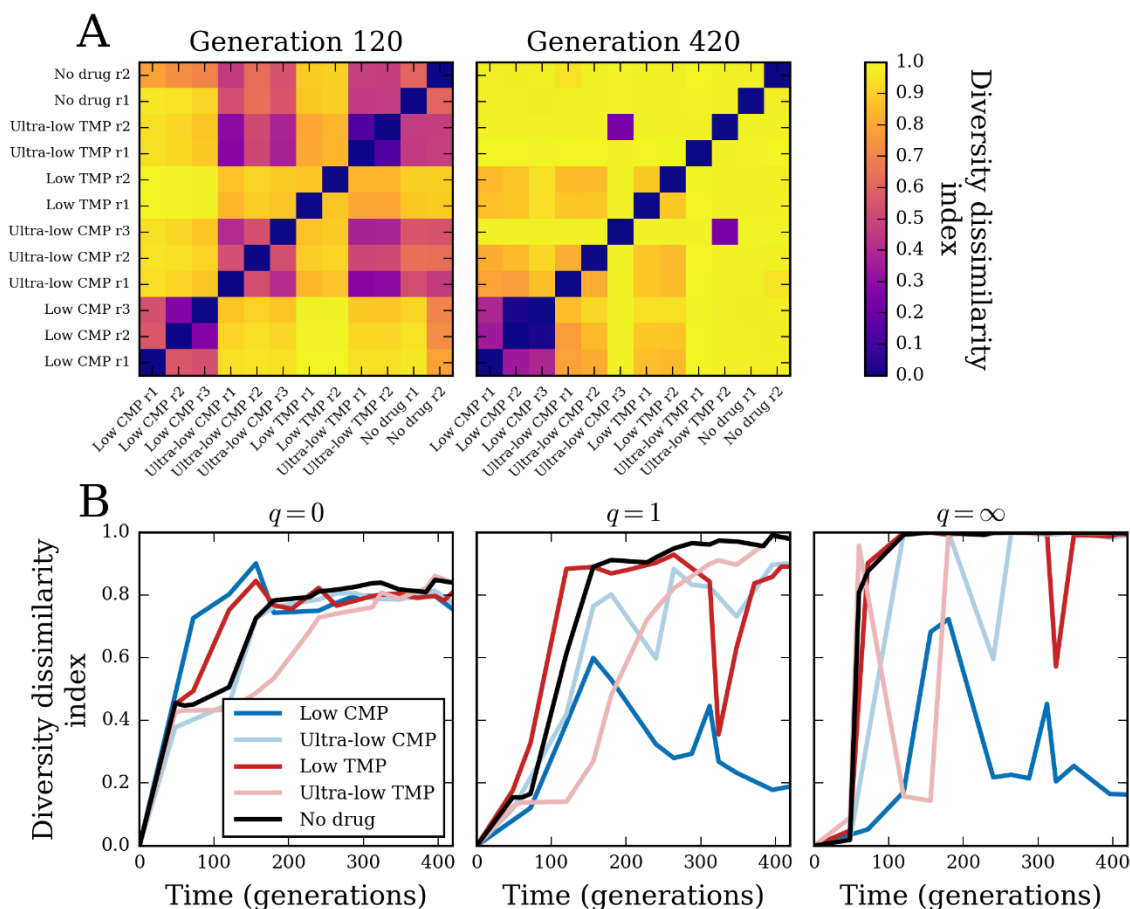 A
Generation 120
Generation 420
No drug r2
No drug r1
Ultra-low TMP r2
Ultra-low TMP r1
Low TMP r2
Low TMP r1
Ultra-low CMP r3
Ultra-low CMP r2
Ultra-low CMP r1
Low CMP r3
Low CMP r2
Low CMP r1
Low CMP r1
Low CMP r2
Low CMP r3
Ultra-low CMP r1
Ultra-low CMP r2
Ultra-low CMP r3
Low TMP r1
Low TMP r2
Ultra-low TMP r1
Ultra-low TMP r2
No drug r1
No drug r2
Low CMP r1
Low CMP r2
Low CMP r3
Ultra-low CMP r1
Ultra-low CMP r2
Ultra-low CMP r3
Low TMP r1
Low TMP r2
Ultra-low TMP r1
Ultra-low TMP r2
No drug r1
No drug r2
1.0
0.9
0.8
0.7
0.6
0.5
0.4
0.3
0.2
0.1
0.0
Diversity dissimilarity
index
B
q = 0
q = 1
q = ∞
Diversity dissimilarity
index
1.0
0.8
0.6
0.4
0.2
0.0
Low CMP
Ultra-low CMP
Low TMP
Ultra-low TMP
No drug
0 100 200 300 400
0 100 200 300 400
0 100 200 300 400
Time (generations)
Time (generations)
Time (generations)